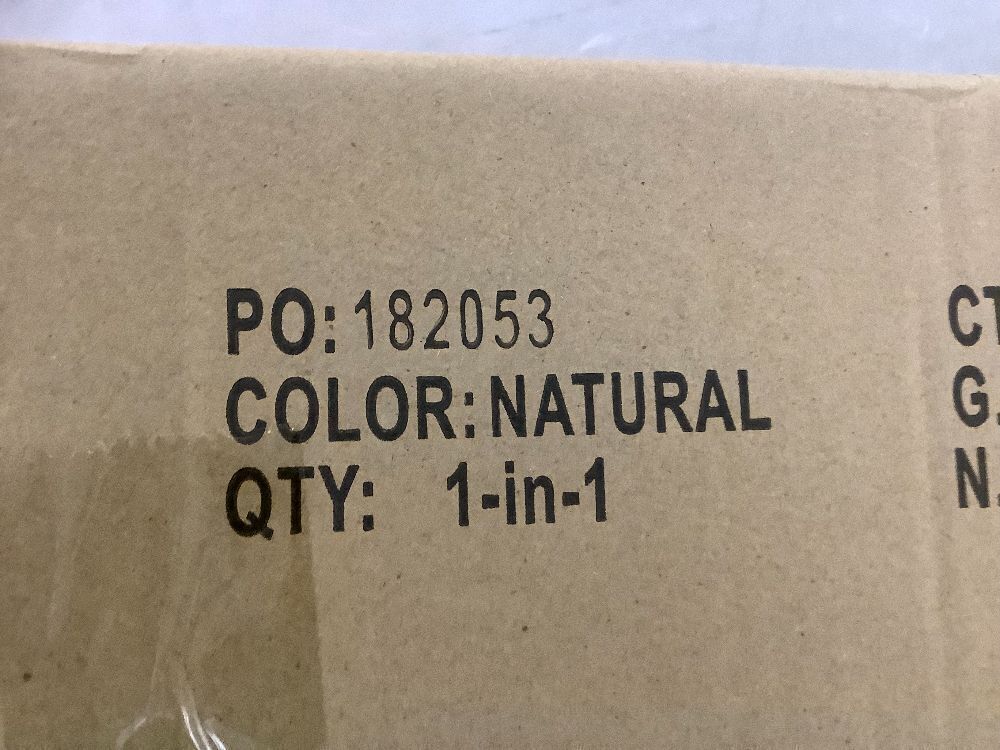 PO:182053
COLOR:NATURAL
QTY: 1-in-1
G.
N.